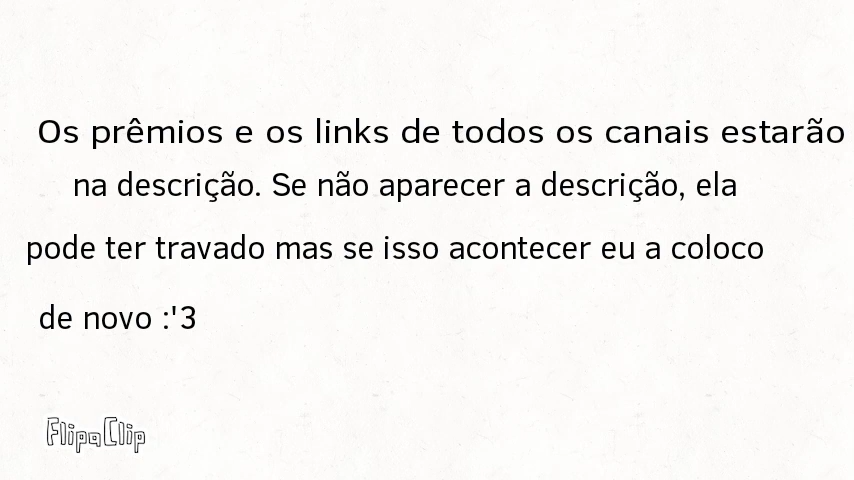 Os prêmios e os links de todos os canais estarão
na descrição. Se não aparecer a descrição, ela
pode ter travado mas se isso acontecer eu a coloco
de novo :'3
FlipaClip